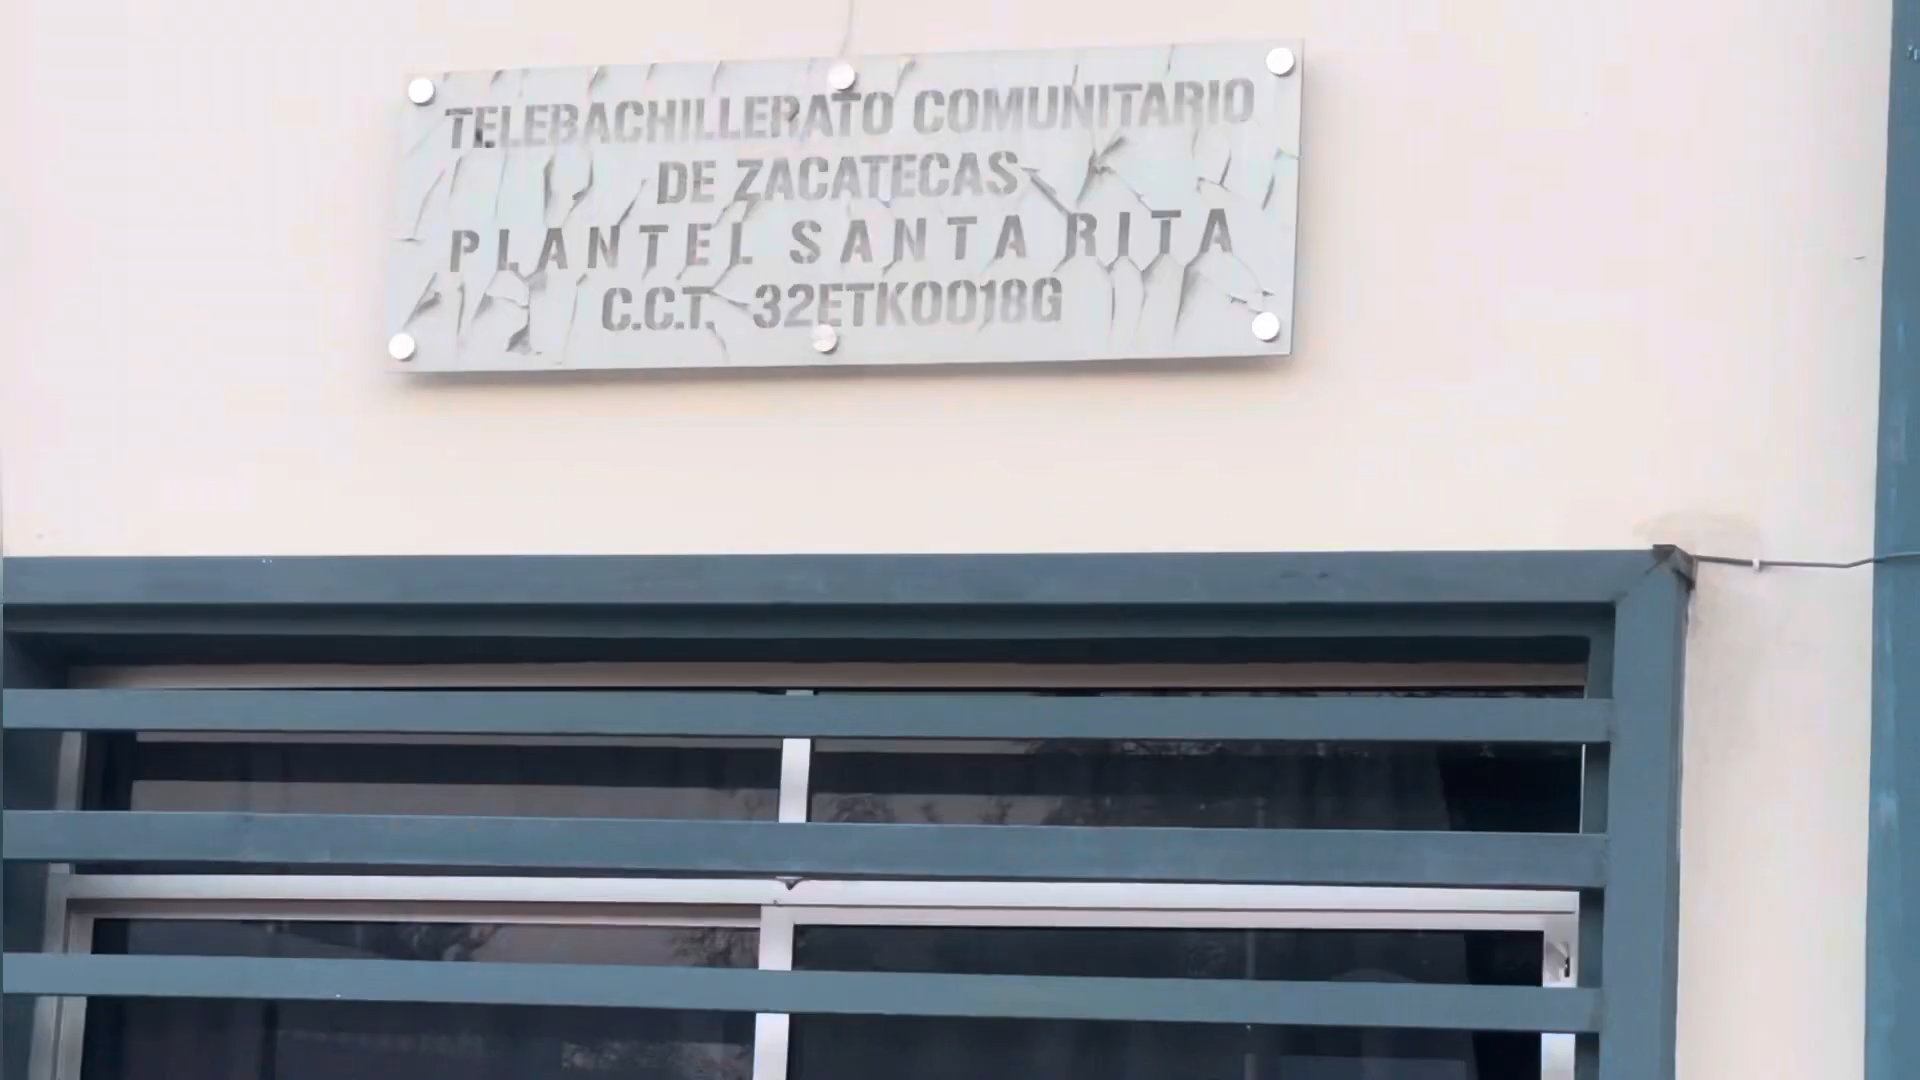 TELEBACHILLERATO COMUNITARIO
DE ZACATECAS
PLANTEL SANTA RITA
C.C.T. 32ETK0018G